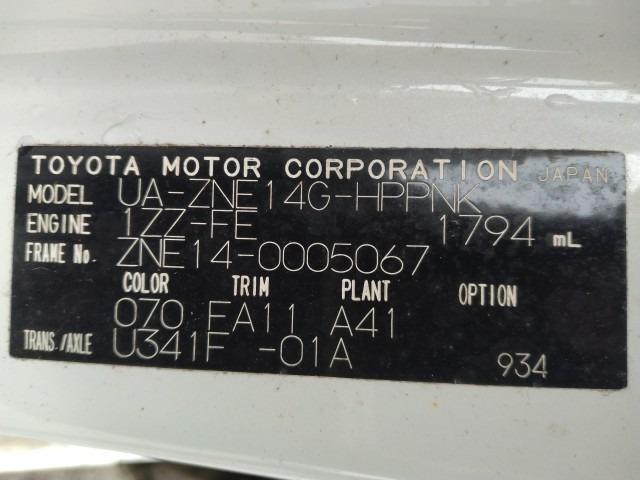 TOYOTA MOTOR CORPORATION JAPAN
MODEL UA-ZNE14G-HPPNK
ENGINE 1ZZ-FE 1794 mL
FRAME No. ZNE14-0005067
COLOR TRIM PLANT OPTION
070 FA11 A41
TRANS./AXLE U341F -01A 934